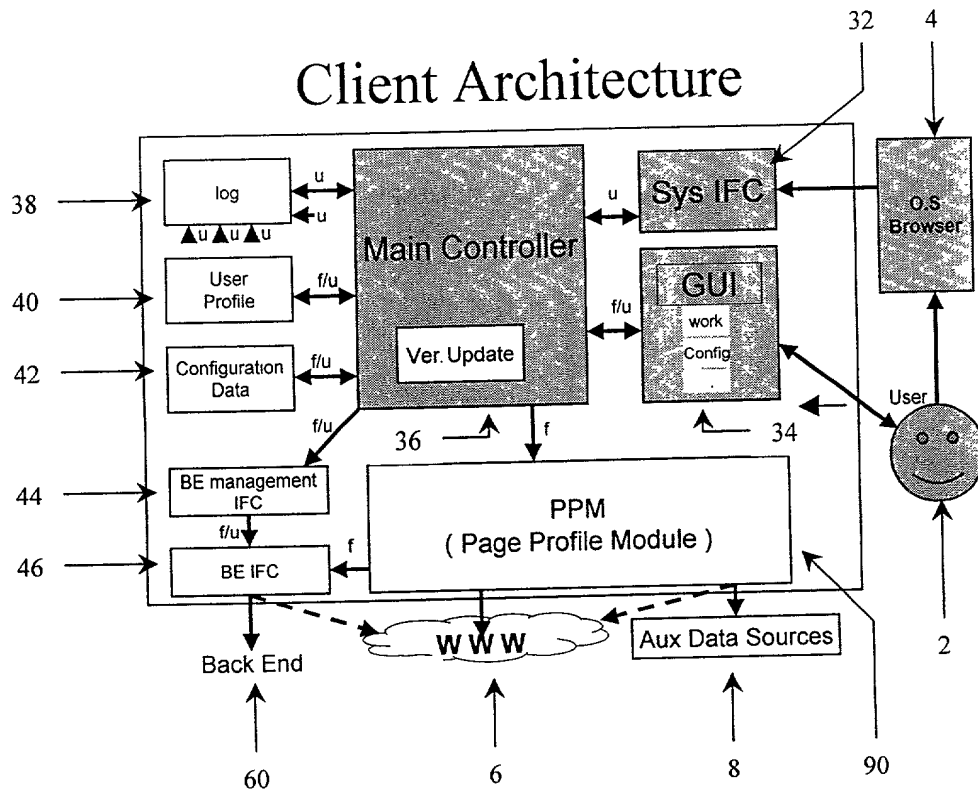 32
4
Client Architecture
38
log
u
u
u
u
u
Main Controller
u
Sys IFC
O.S
Browser
40
User
Profile
f/u
f/u
GUI
work
Config
42
Configuration
Data
f/u
Ver. Update
User
f/u
36
f
34
44
BE management
IFC
f/u
PPM
( Page Profile Module )
46
BE IFC
f
Back End
W W W
Aux Data Sources
2
60
6
8
90